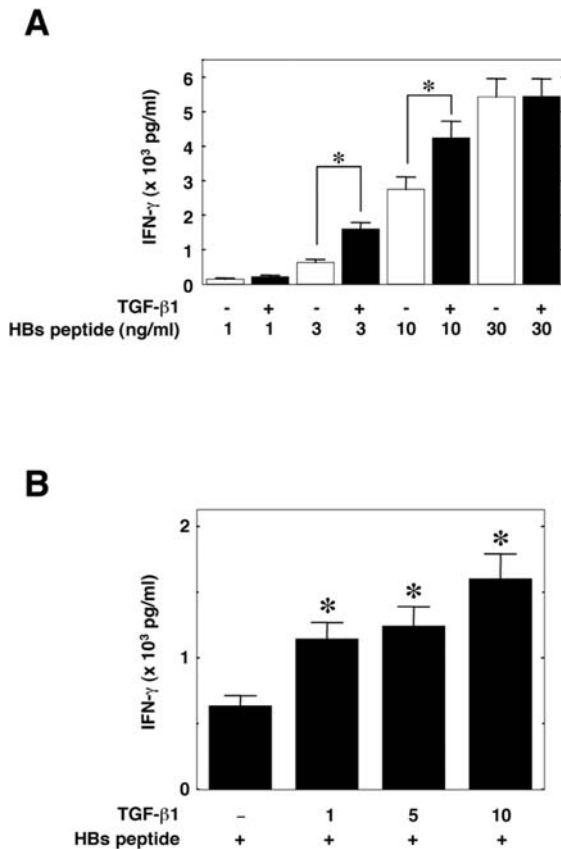 A
IFN-γ (x 10³ pg/ml)
6
5
4
3
2
1
0
*
*
TGF-β1 - + - + - + - +
HBs peptide (ng/ml) 1 1 3 3 10 10 30 30
B
IFN-γ (x 10³ pg/ml)
2
1
0
*
*
*
TGF-β1 – 1 5 10
HBs peptide + + + +